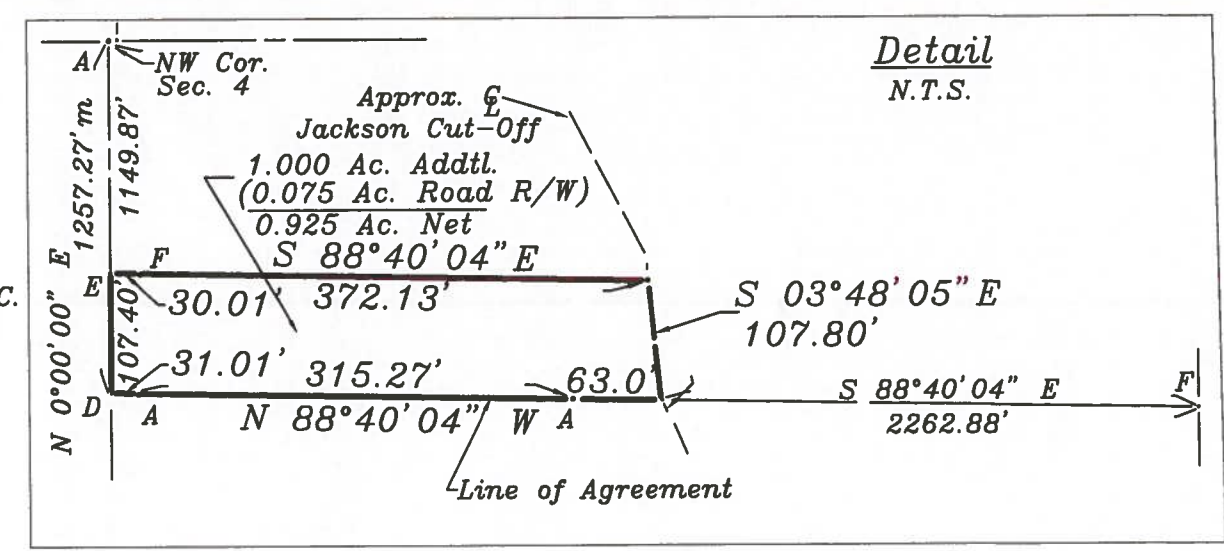 Detail
N.T.S.
A
NW Cor.
Sec. 4
Approx. ℄
Jackson Cut-Off
1257.27'm
1149.87'
1.000 Ac. Addtl.
(0.075 Ac. Road R/W)
0.925 Ac. Net
F
S 88°40'04" E
E
30.01'
372.13'
C.
N 0°00'00" E
107.40'
S 03°48'05" E
107.80'
31.01'
315.27'
63.0'
D
A
N 88°40'04" W
A
S 88°40'04" E
F
2262.88'
Line of Agreement